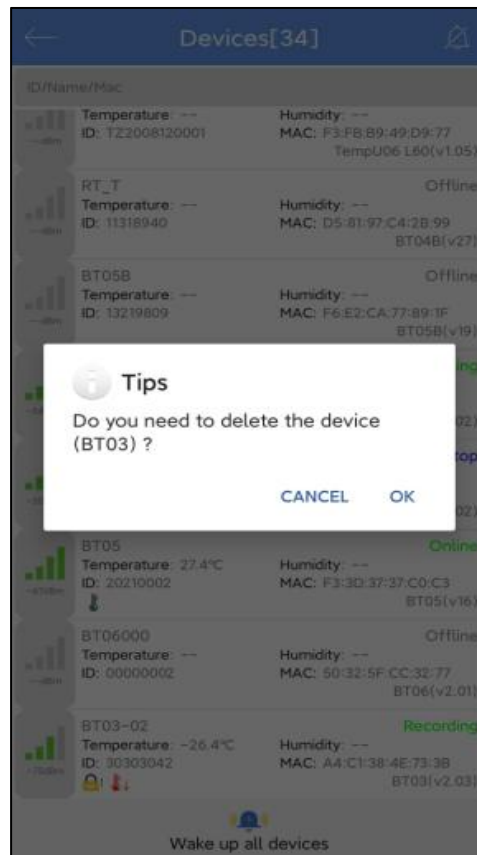 Devices[34]
ID/Name/Mac
Temperature: -- Humidity: --
ID: TZ2008120001 MAC: F3:FB:B9:49:D9:77
--dBm TempU06 L60(v1.05)
RT_T Offline
Temperature: -- Humidity: --
ID: 11318940 MAC: D5:81:97:C4:2B:99
--dBm BT04B(v27)
BT05B Offline
Temperature: -- Humidity: --
ID: 13219809 MAC: F6:E2:CA:77:89:1F
--dBm BT05B(v19)
Tips
Do you need to delete the device
(BT03) ?
CANCEL OK
BT05 Online
Temperature: 27.4℃ Humidity: --
ID: 20210002 MAC: F3:3D:37:37:C0:C3
BT05(v16)
BT06000 Offline
Temperature: -- Humidity: --
ID: 00000002 MAC: 50:32:5F:CC:32:77
--dBm BT06(v2.01)
BT03-02 Recording
Temperature: -26.4℃ Humidity: --
ID: 30303042 MAC: A4:C1:38:4E:73:3B
BT03(v2.03)
Wake up all devices